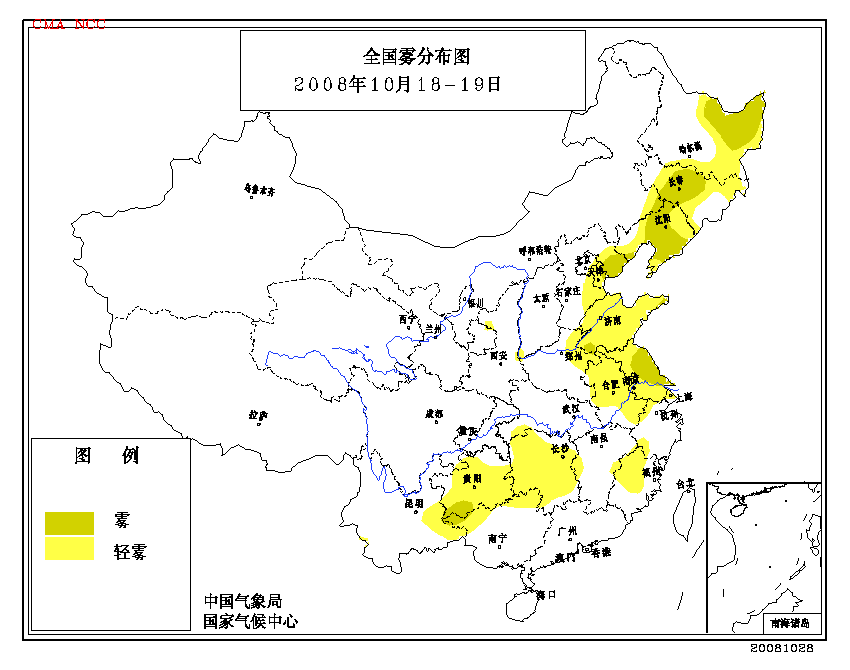 CMA NCC
全国雾分布图
2008年10月18-19日
哈尔滨
长春
沈阳
乌鲁木齐
呼和浩特
北京
天津
银川
太原
石家庄
济南
西宁
兰州
西安
郑州
合肥
南京
上海
杭州
拉萨
成都
重庆
武汉
南昌
长沙
贵阳
福州
台北
昆明
南宁
广州
澳门
香港
海口
图 例
雾
轻雾
中国气象局
国家气候中心
南海诸岛
20081028